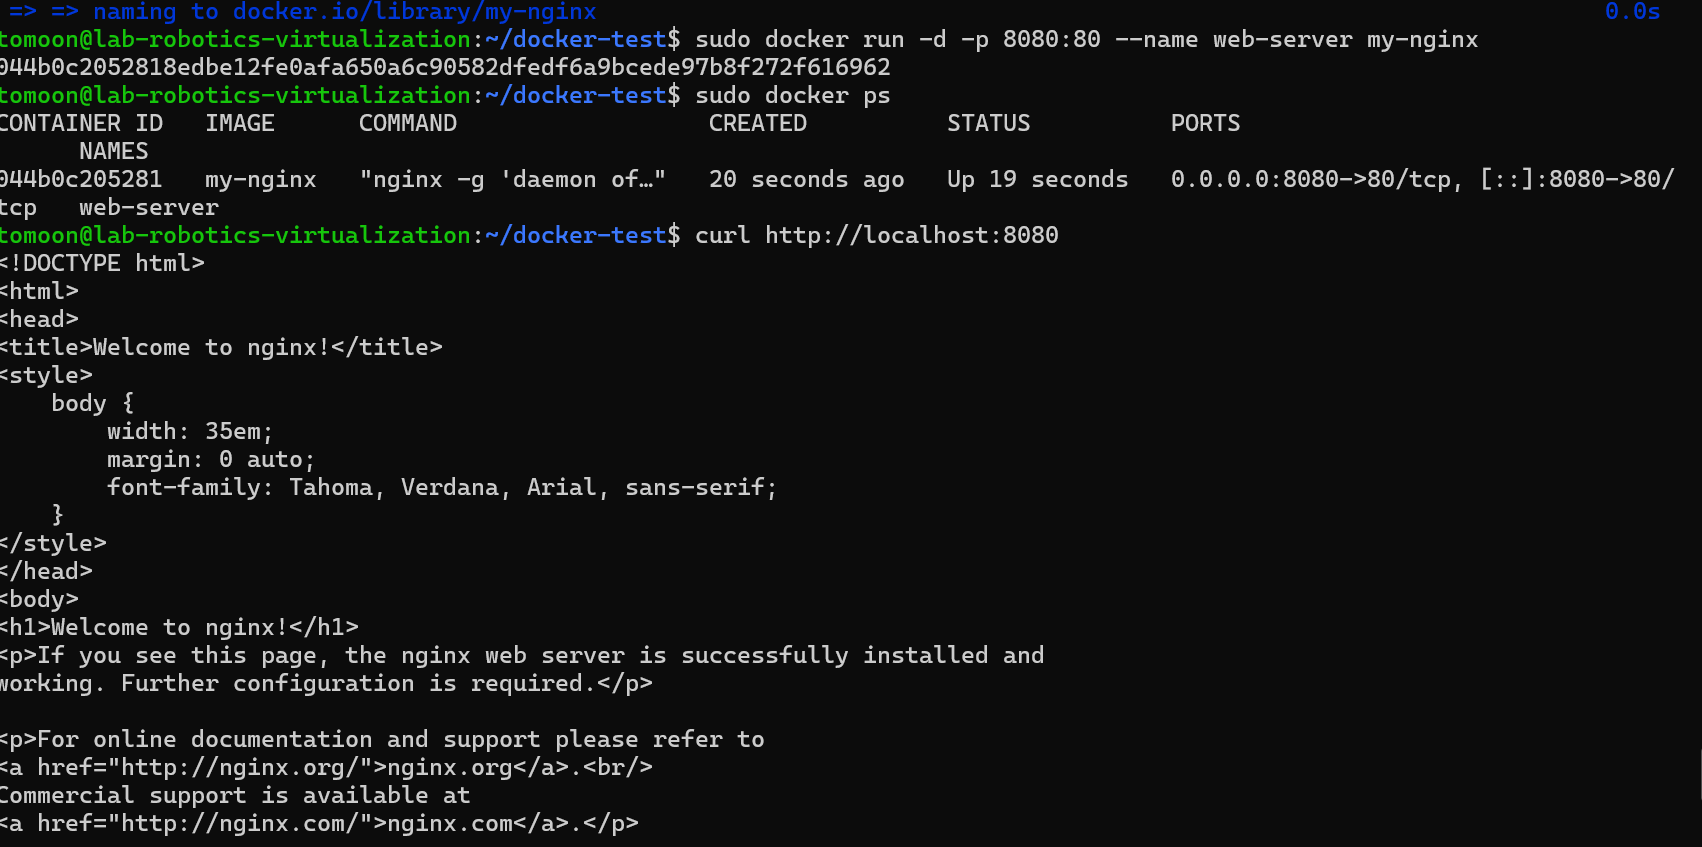 => => naming to docker.io/library/my-nginx 0.0s
tomoon@lab-robotics-virtualization:~/docker-test$ sudo docker run -d -p 8080:80 --name web-server my-nginx
044b0c2052818edbe12fe0afa650a6c90582dfedf6a9bcede97b8f272f616962
tomoon@lab-robotics-virtualization:~/docker-test$ sudo docker ps
CONTAINER ID   IMAGE      COMMAND                  CREATED          STATUS          PORTS
      NAMES
044b0c205281   my-nginx   "nginx -g 'daemon of…"   20 seconds ago   Up 19 seconds   0.0.0.0:8080->80/tcp, [::]:8080->80/
tcp   web-server
tomoon@lab-robotics-virtualization:~/docker-test$ curl http://localhost:8080
<!DOCTYPE html>
<html>
<head>
<title>Welcome to nginx!</title>
<style>
    body {
        width: 35em;
        margin: 0 auto;
        font-family: Tahoma, Verdana, Arial, sans-serif;
    }
</style>
</head>
<body>
<h1>Welcome to nginx!</h1>
<p>If you see this page, the nginx web server is successfully installed and
working. Further configuration is required.</p>

<p>For online documentation and support please refer to
<a href="http://nginx.org/">nginx.org</a>.<br/>
Commercial support is available at
<a href="http://nginx.com/">nginx.com</a>.</p>